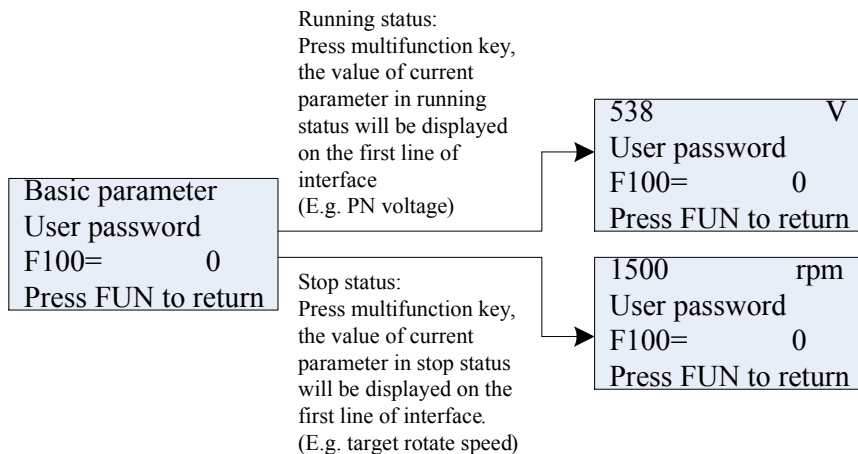 Running status:
Press multifunction key,
the value of current
parameter in running
status will be displayed
on the first line of
interface
(E.g. PN voltage)
538 V
User password
F100= 0
Press FUN to return
Basic parameter
User password
F100= 0
Press FUN to return
Stop status:
Press multifunction key,
the value of current
parameter in stop status
will be displayed on the
first line of interface.
(E.g. target rotate speed)
1500 rpm
User password
F100= 0
Press FUN to return